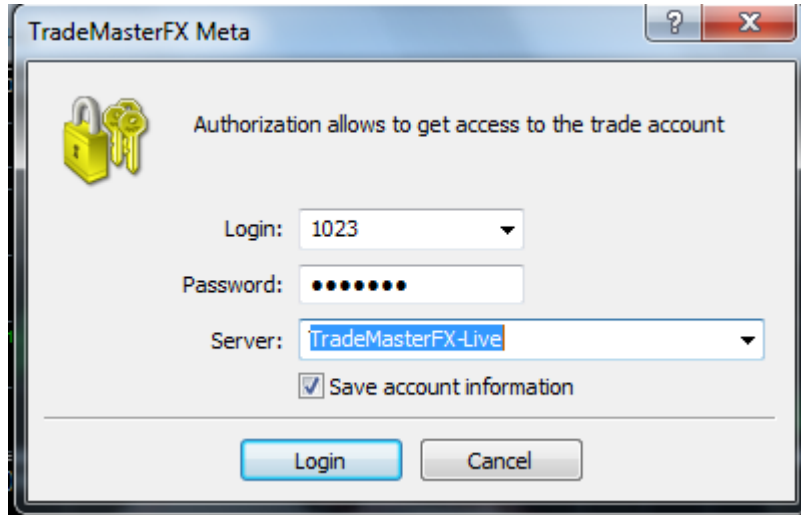 TradeMasterFX Meta
Authorization allows to get access to the trade account
Login: 1023
Password: •••••••
Server: TradeMasterFX-Live
Save account information
Login Cancel